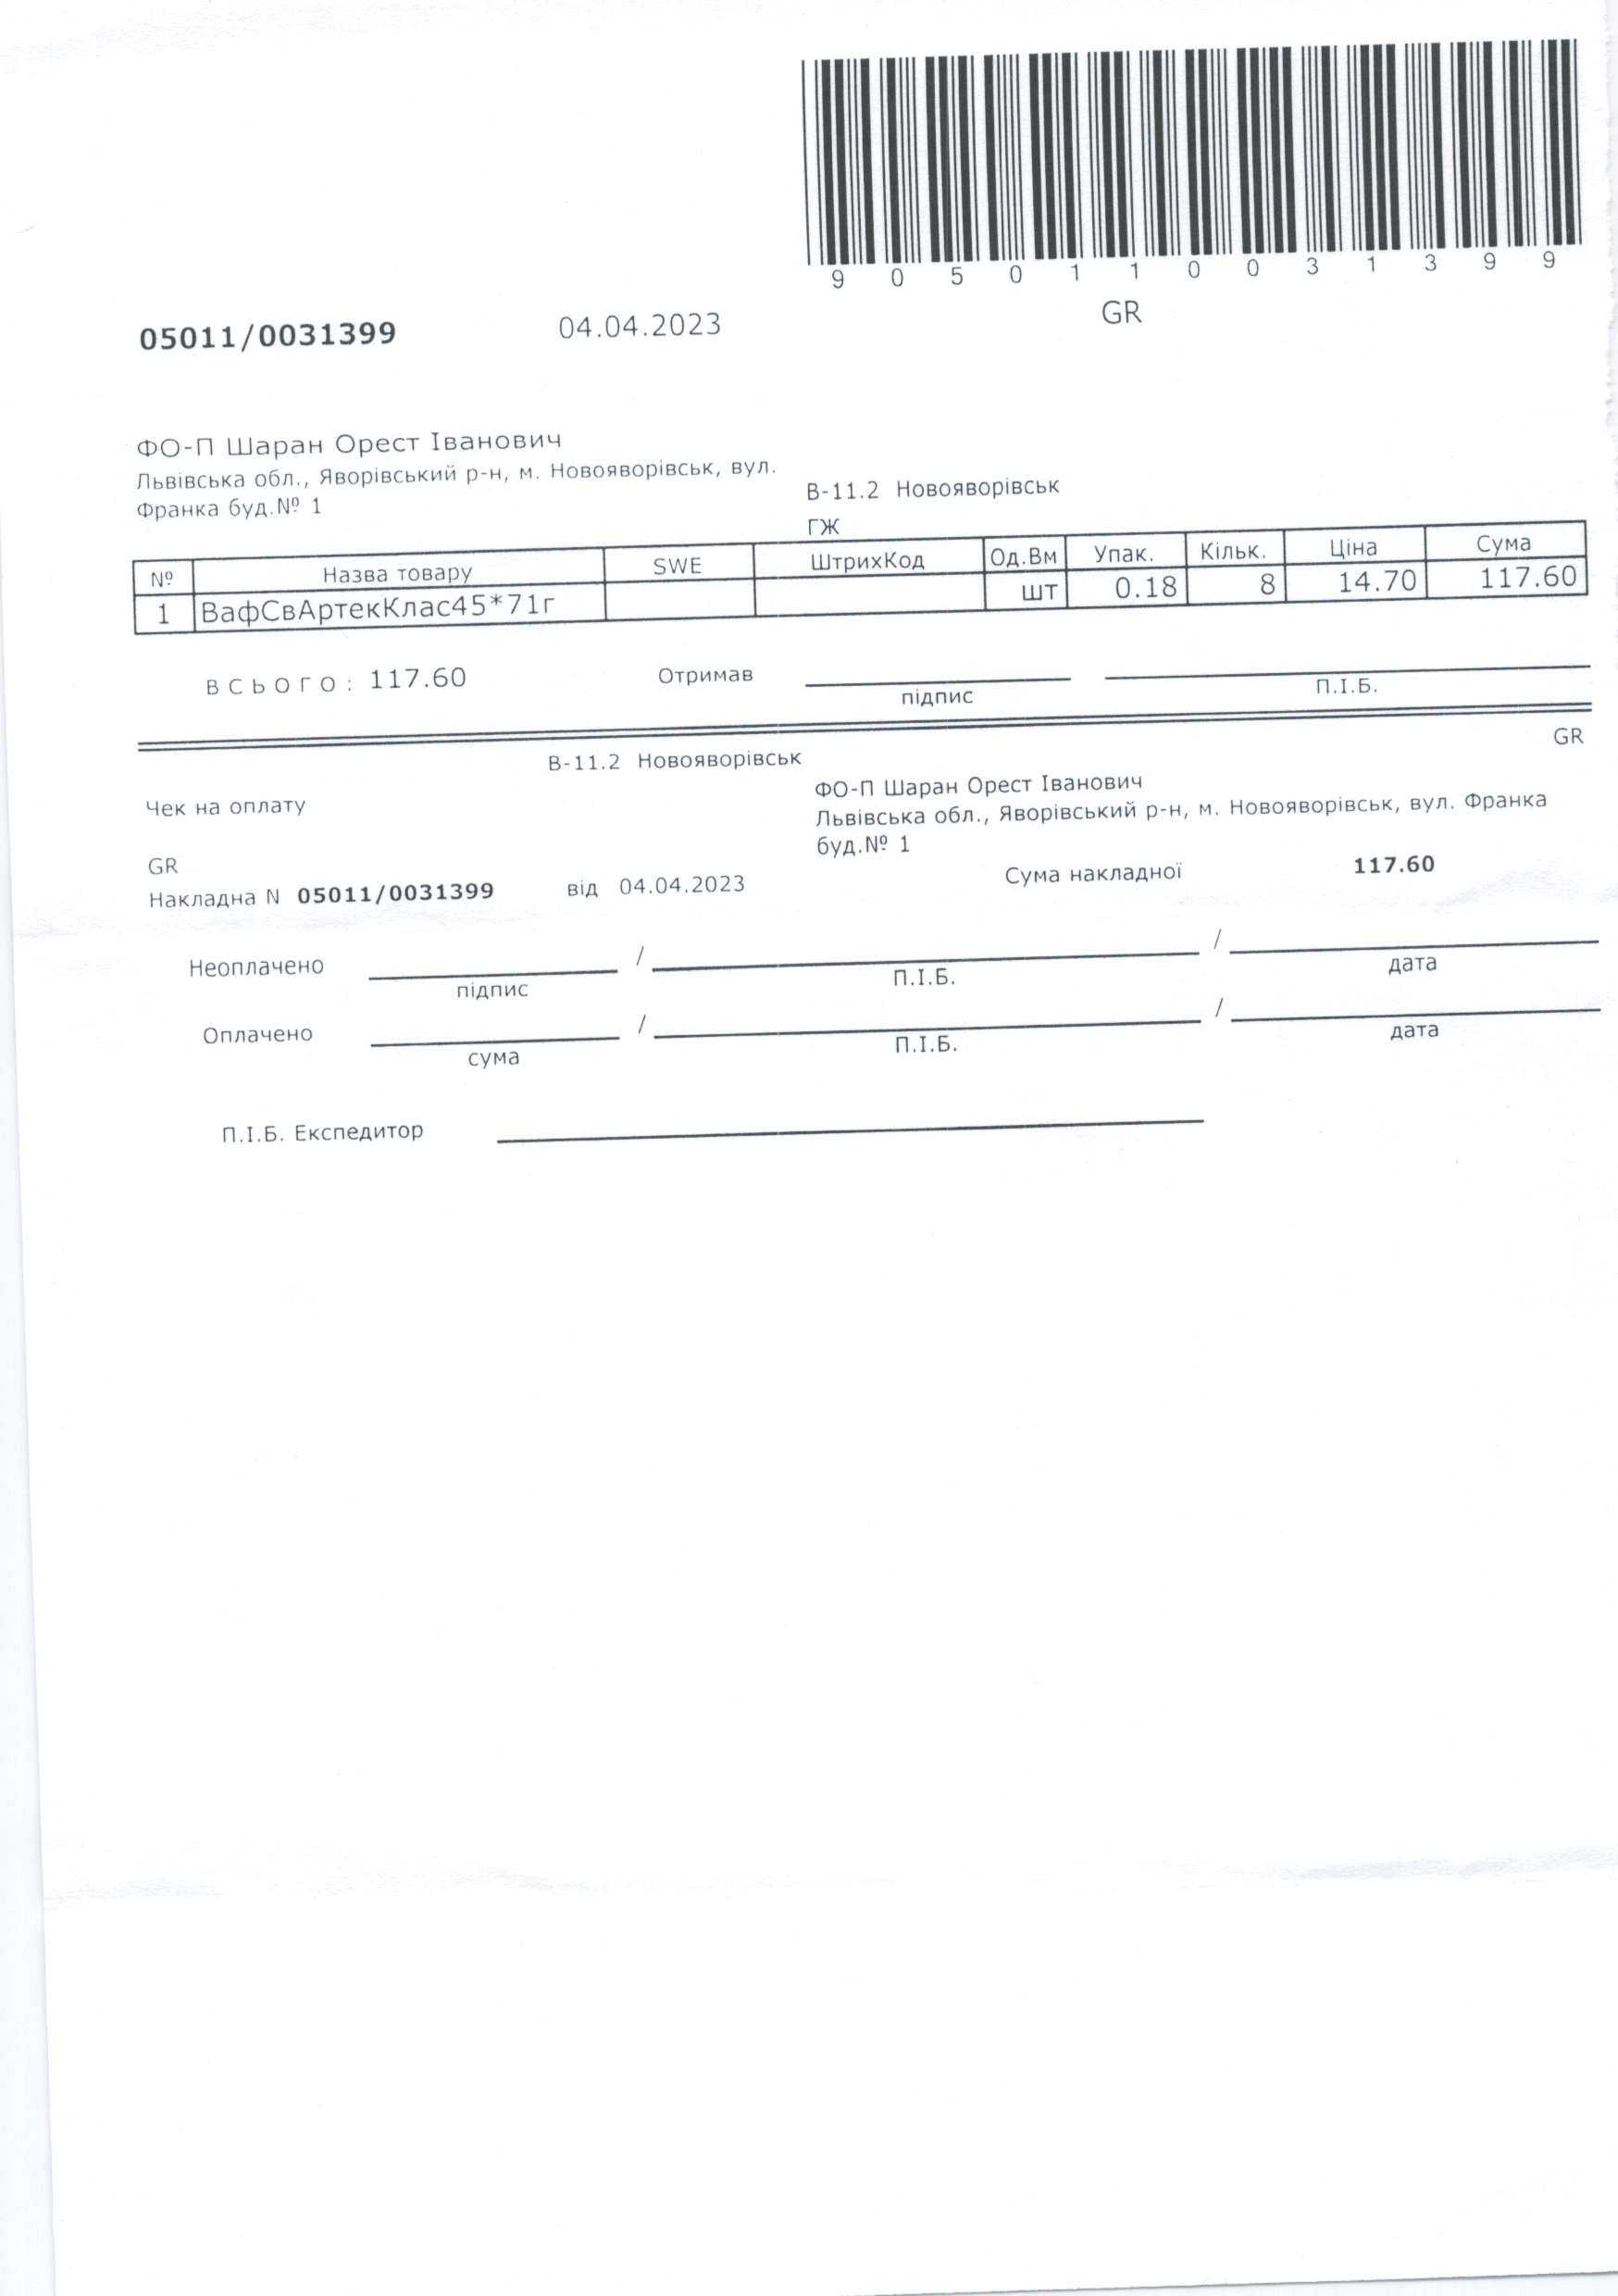 9 0 5 0 1 1 0 0 3 1 3 9 9
05011/0031399 04.04.2023 GR
ФО-П Шаран Орест Іванович
Львівська обл., Яворівський р-н, м. Новояворівськ, вул.
Франка буд.№ 1
В-11.2 Новояворівськ
ГЖ
№ Назва товару SWE ШтрихКод Од.Вм Упак. Кільк. Ціна Сума
1 ВафСвАртекКлас45*71г шт 0.18 8 14.70 117.60
ВСЬОГО: 117.60 Отримав
підпис П.І.Б.
В-11.2 Новояворівськ GR
Чек на оплату
ФО-П Шаран Орест Іванович
Львівська обл., Яворівський р-н, м. Новояворівськ, вул. Франка
буд.№ 1
GR
Накладна N 05011/0031399 від 04.04.2023 Сума накладної 117.60
Неоплачено / /
підпис П.І.Б. дата
Оплачено / /
сума П.І.Б. дата
П.І.Б. Експедитор